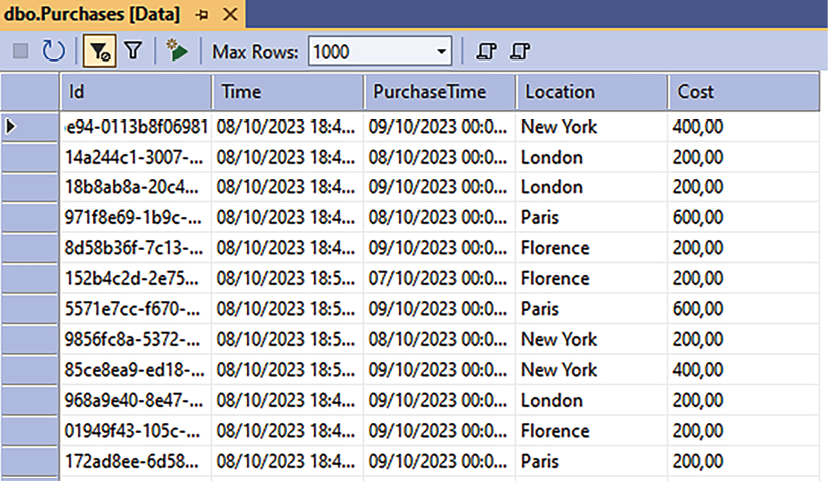 dbo.Purchases [Data]
Max Rows: 1000
Id Time PurchaseTime Location Cost
e94-0113b8f06981 08/10/2023 18:4... 09/10/2023 00:0... New York 400,00
14a244c1-3007-... 08/10/2023 18:4... 08/10/2023 00:0... London 200,00
18b8ab8a-20c4... 08/10/2023 18:4... 09/10/2023 00:0... London 200,00
971f8e69-1b9c-... 08/10/2023 18:4... 08/10/2023 00:0... Paris 600,00
8d58b36f-7c13-... 08/10/2023 18:4... 09/10/2023 00:0... Florence 200,00
152b4c2d-2e75... 08/10/2023 18:5... 07/10/2023 00:0... Florence 200,00
5571e7cc-f670-... 08/10/2023 18:5... 09/10/2023 00:0... Paris 600,00
9856fc8a-5372-... 08/10/2023 18:5... 08/10/2023 00:0... New York 200,00
85ce8ea9-ed18-... 08/10/2023 18:5... 09/10/2023 00:0... New York 400,00
968a9e40-8e47-... 08/10/2023 18:4... 09/10/2023 00:0... London 200,00
01949f43-105c-... 08/10/2023 18:4... 09/10/2023 00:0... Florence 200,00
172ad8ee-6d58... 08/10/2023 18:4... 09/10/2023 00:0... Paris 200,00